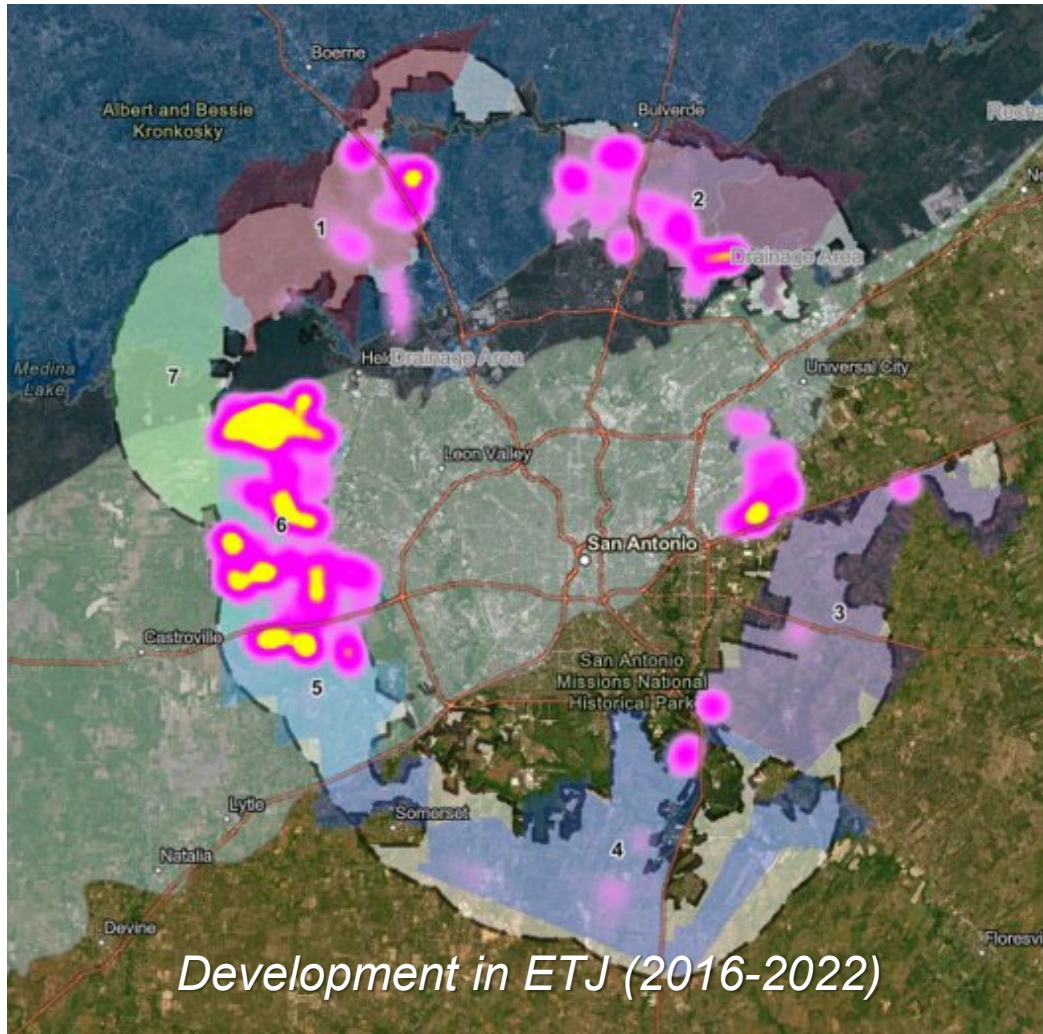 Boerne
Albert and Bessie
Kronkosky
Bulverde
1
2
Drainage Area
7
Medina
Lake
Drainage Area
Universal City
Leon Valley
6
San Antonio
3
Castroville
San Antonio
Missions National
Historical Park
5
Lytle
Somerset
4
Natalia
Devine
Development in ETJ (2016-2022)